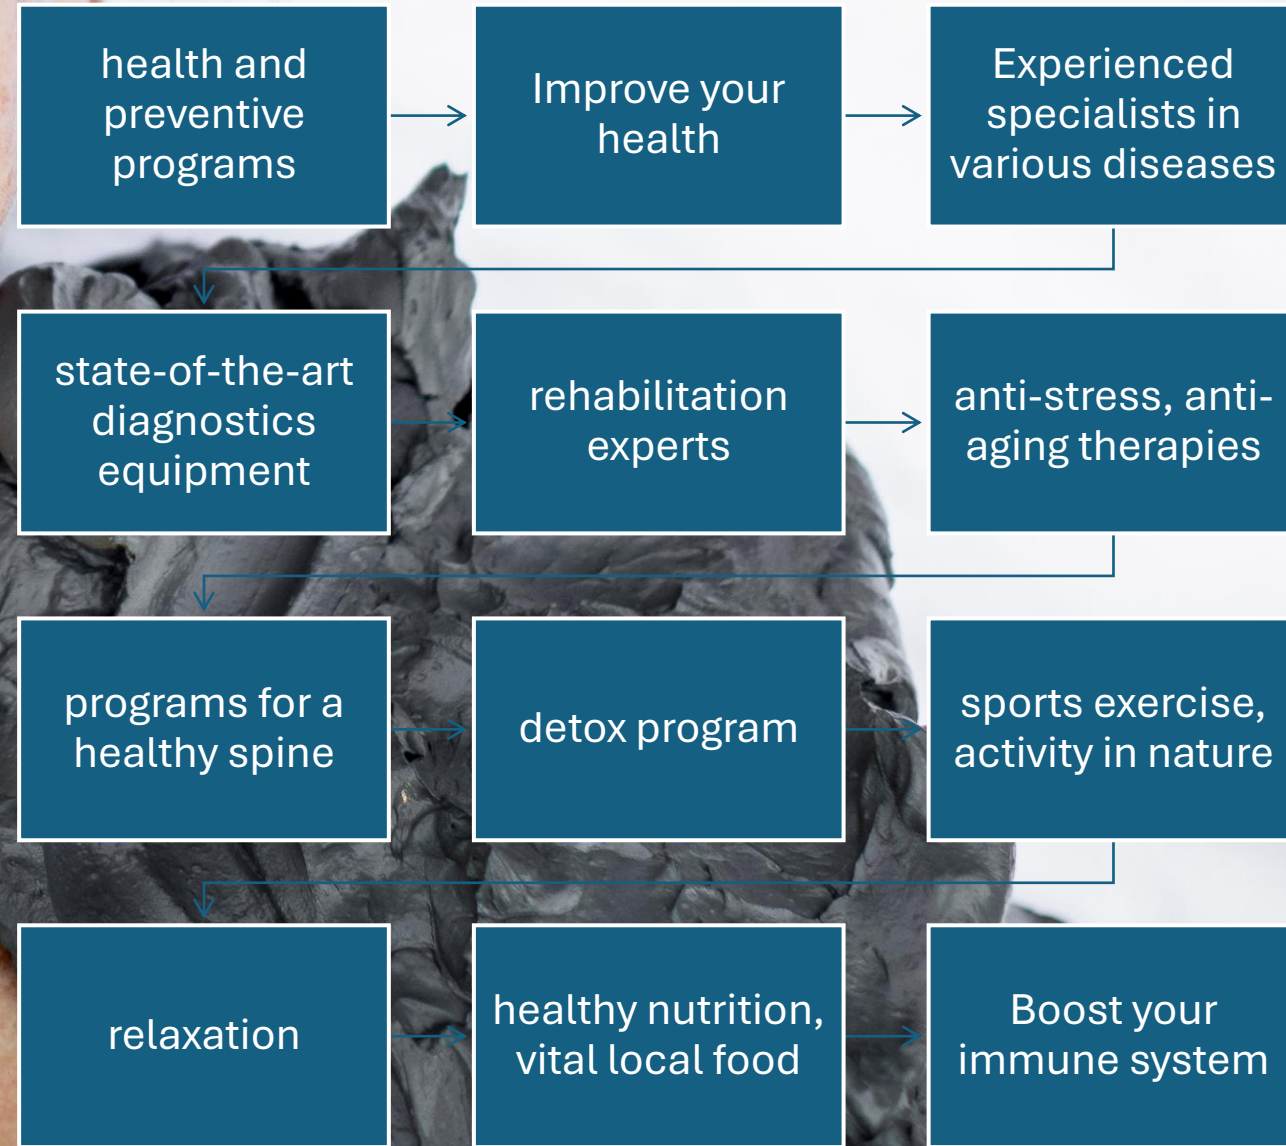 health and
preventive
programs
Improve your
health
Experienced
specialists in
various diseases
state-of-the-art
diagnostics
equipment
rehabilitation
experts
anti-stress, anti-
aging therapies
programs for a
healthy spine
detox program
sports exercise,
activity in nature
relaxation
healthy nutrition,
vital local food
Boost your
immune system